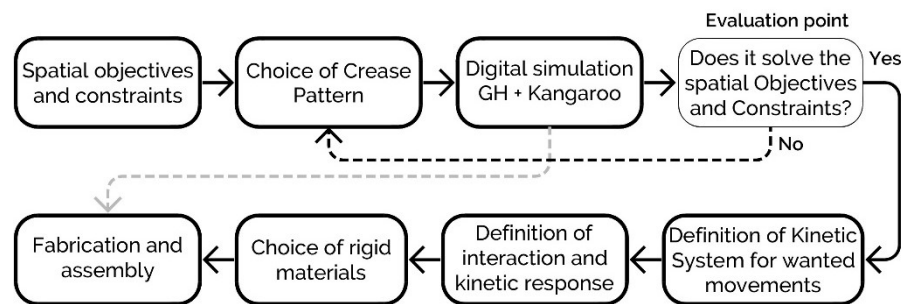 Evaluation point
Spatial objectives
and constraints
Choice of Crease
Pattern
Digital simulation
GH + Kangaroo
Does it solve the
spatial Objectives
and Constraints?
Yes
No
Fabrication and
assembly
Choice of rigid
materials
Definition of
interaction and
kinetic response
Definition of Kinetic
System for wanted
movements